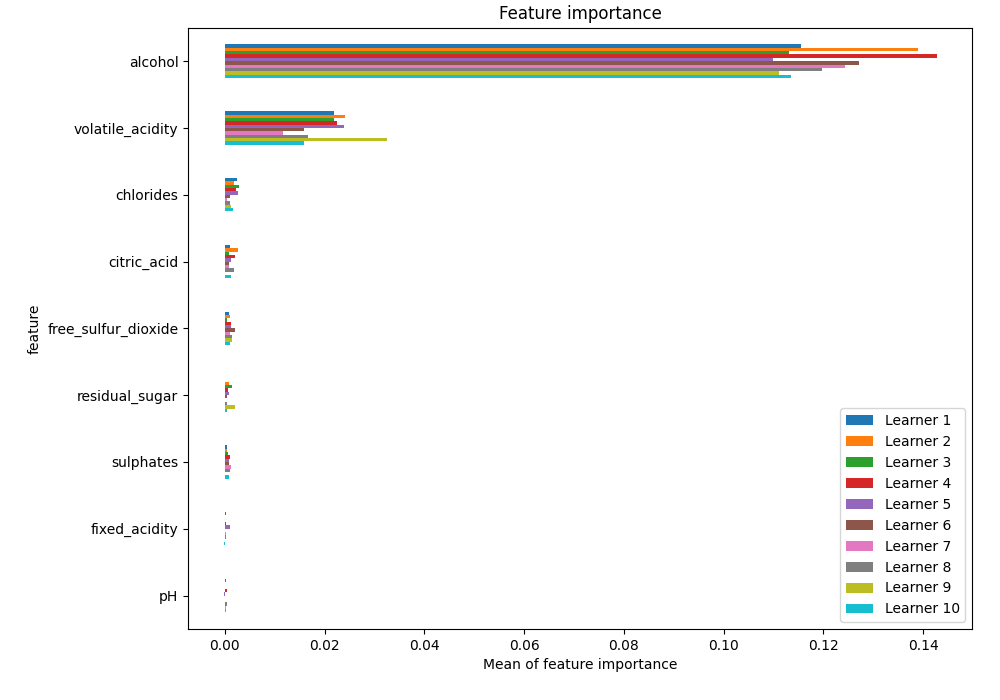 Feature importance
alcohol
volatile_acidity
chlorides
citric_acid
free_sulfur_dioxide
residual_sugar
sulphates
fixed_acidity
pH
feature
0.00 0.02 0.04 0.06 0.08 0.10 0.12 0.14
Mean of feature importance
Learner 1
Learner 2
Learner 3
Learner 4
Learner 5
Learner 6
Learner 7
Learner 8
Learner 9
Learner 10